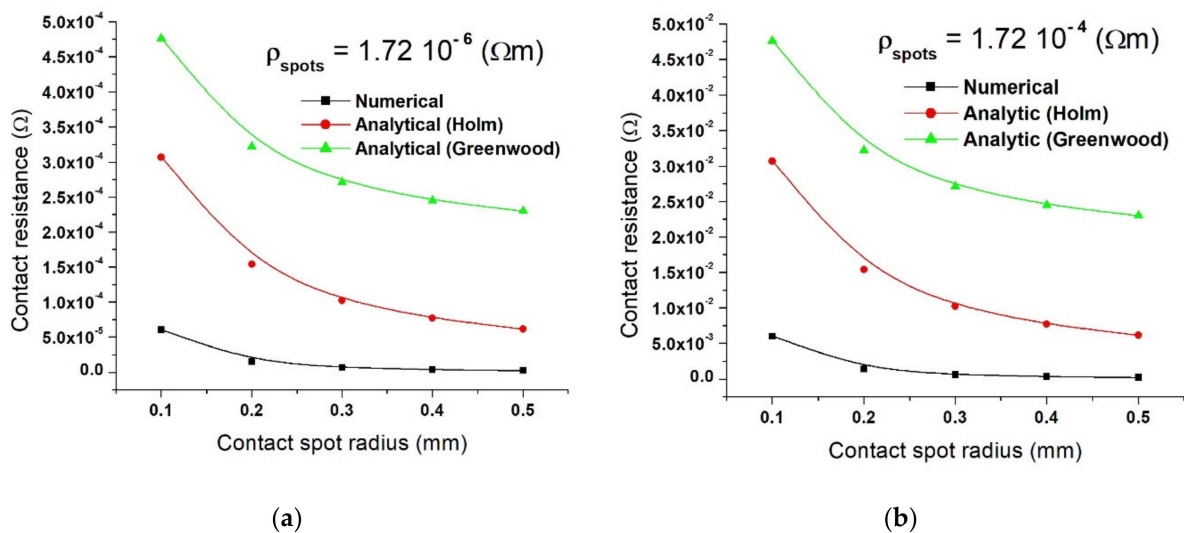 5.0x10⁻⁴
4.5x10⁻⁴
4.0x10⁻⁴
3.5x10⁻⁴
3.0x10⁻⁴
2.5x10⁻⁴
2.0x10⁻⁴
1.5x10⁻⁴
1.0x10⁻⁴
5.0x10⁻⁵
0.0
Contact resistance (Ω)
ρspots = 1.72 10⁻⁶ (Ωm)
Numerical
Analytical (Holm)
Analytical (Greenwood)
0.1 0.2 0.3 0.4 0.5
Contact spot radius (mm)
(a)
5.0x10⁻²
4.5x10⁻²
4.0x10⁻²
3.5x10⁻²
3.0x10⁻²
2.5x10⁻²
2.0x10⁻²
1.5x10⁻²
1.0x10⁻²
5.0x10⁻³
0.0
Contact resistance (Ω)
ρspots = 1.72 10⁻⁴ (Ωm)
Numerical
Analytic (Holm)
Analytic (Greenwood)
0.1 0.2 0.3 0.4 0.5
Contact spot radius (mm)
(b)